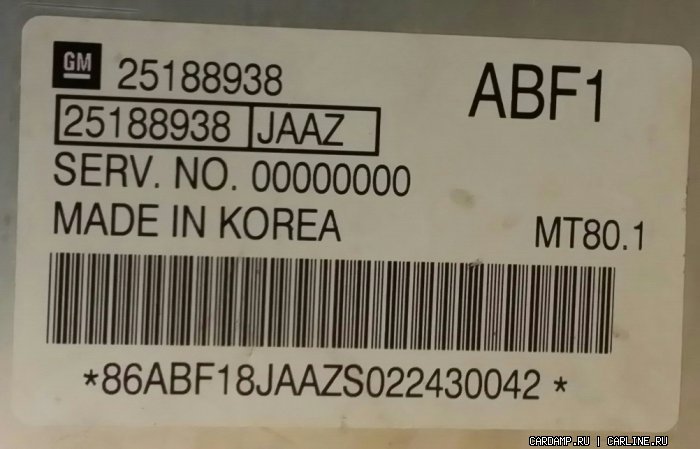 GM 25188938 ABF1
25188938 JAAZ
SERV. NO. 00000000
MADE IN KOREA MT80.1
*86ABF18JAAZS022430042*
CARDAMP.RU | CARLINE.RU